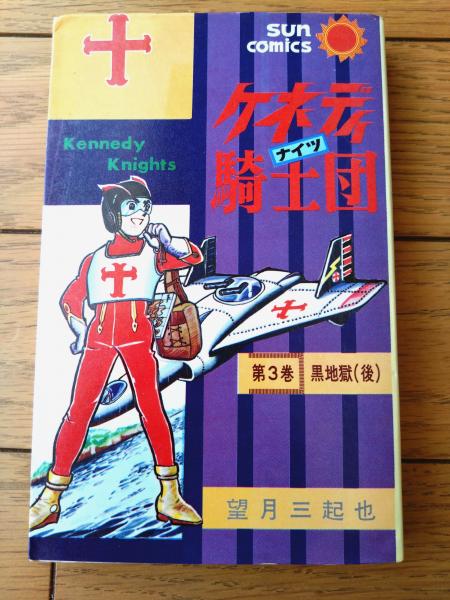 sun
comics
Kennedy
Knights
ケネディ
ナイツ
騎士団
第3巻 黒地獄(後)
望月三起也